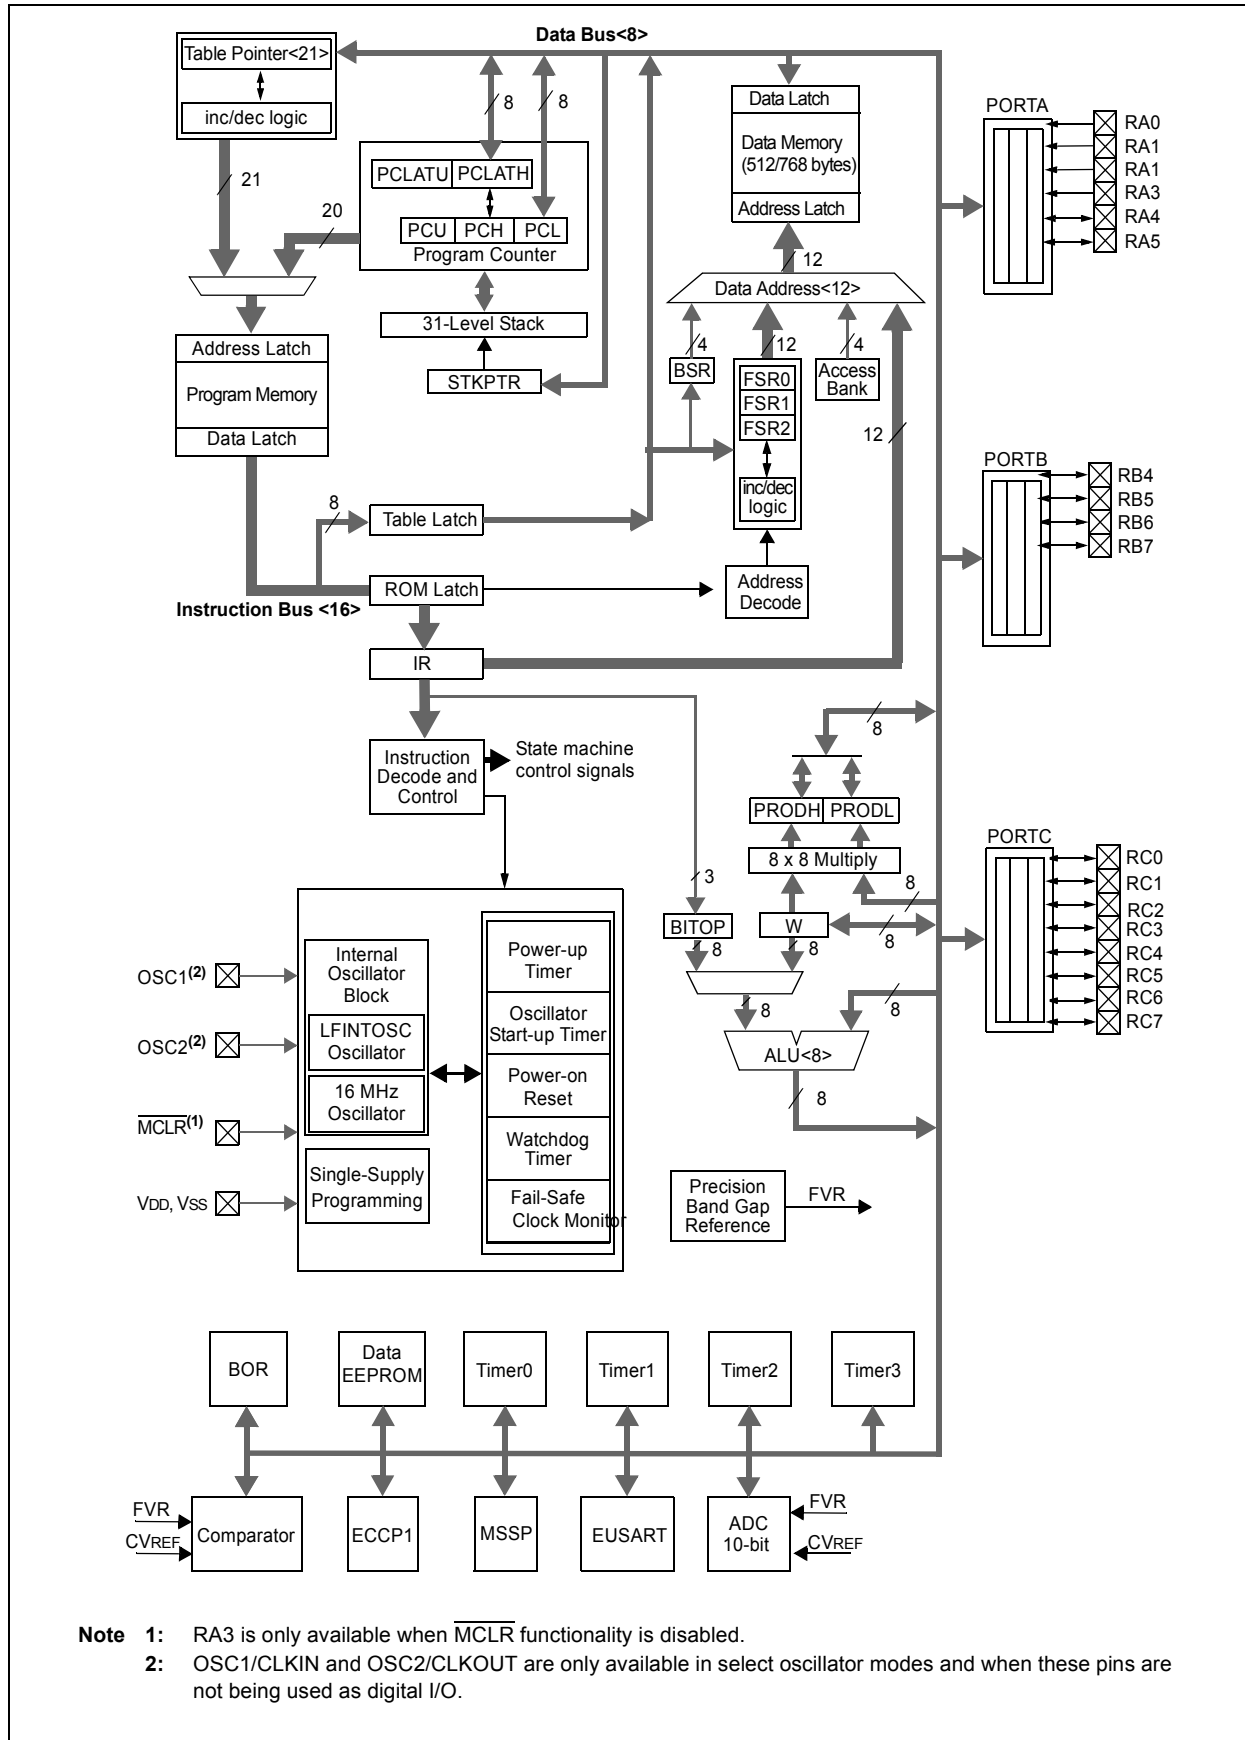 Data Bus<8>
Table Pointer<21>
inc/dec logic
21
20
8
8
PCLATU PCLATH
PCU PCH PCL
Program Counter
31-Level Stack
STKPTR
Address Latch
Program Memory
Data Latch
8
Table Latch
ROM Latch
Instruction Bus <16>
IR
Data Latch
Data Memory
(512/768 bytes)
Address Latch
12
Data Address<12>
4
12
4
BSR
FSR0
FSR1
FSR2
inc/dec
logic
Access
Bank
12
Address
Decode
PORTA
RA0
RA1
RA1
RA3
RA4
RA5
PORTB
RB4
RB5
RB6
RB7
Instruction
Decode and
Control
State machine
control signals
8
PRODH PRODL
8 x 8 Multiply
3
8
BITOP
W
8
8
8
8
8
ALU<8>
8
PORTC
RC0
RC1
RC2
RC3
RC4
RC5
RC6
RC7
OSC1(2)
OSC2(2)
MCLR(1)
VDD, VSS
Internal
Oscillator
Block
LFINTOSC
Oscillator
16 MHz
Oscillator
Single-Supply
Programming
Power-up
Timer
Oscillator
Start-up Timer
Power-on
Reset
Watchdog
Timer
Fail-Safe
Clock Monitor
Precision
Band Gap
Reference
FVR
BOR
Data
EEPROM
Timer0
Timer1
Timer2
Timer3
FVR
CVREF
Comparator
ECCP1
MSSP
EUSART
ADC
10-bit
FVR
CVREF
Note 1: RA3 is only available when MCLR functionality is disabled.
2: OSC1/CLKIN and OSC2/CLKOUT are only available in select oscillator modes and when these pins are
not being used as digital I/O.